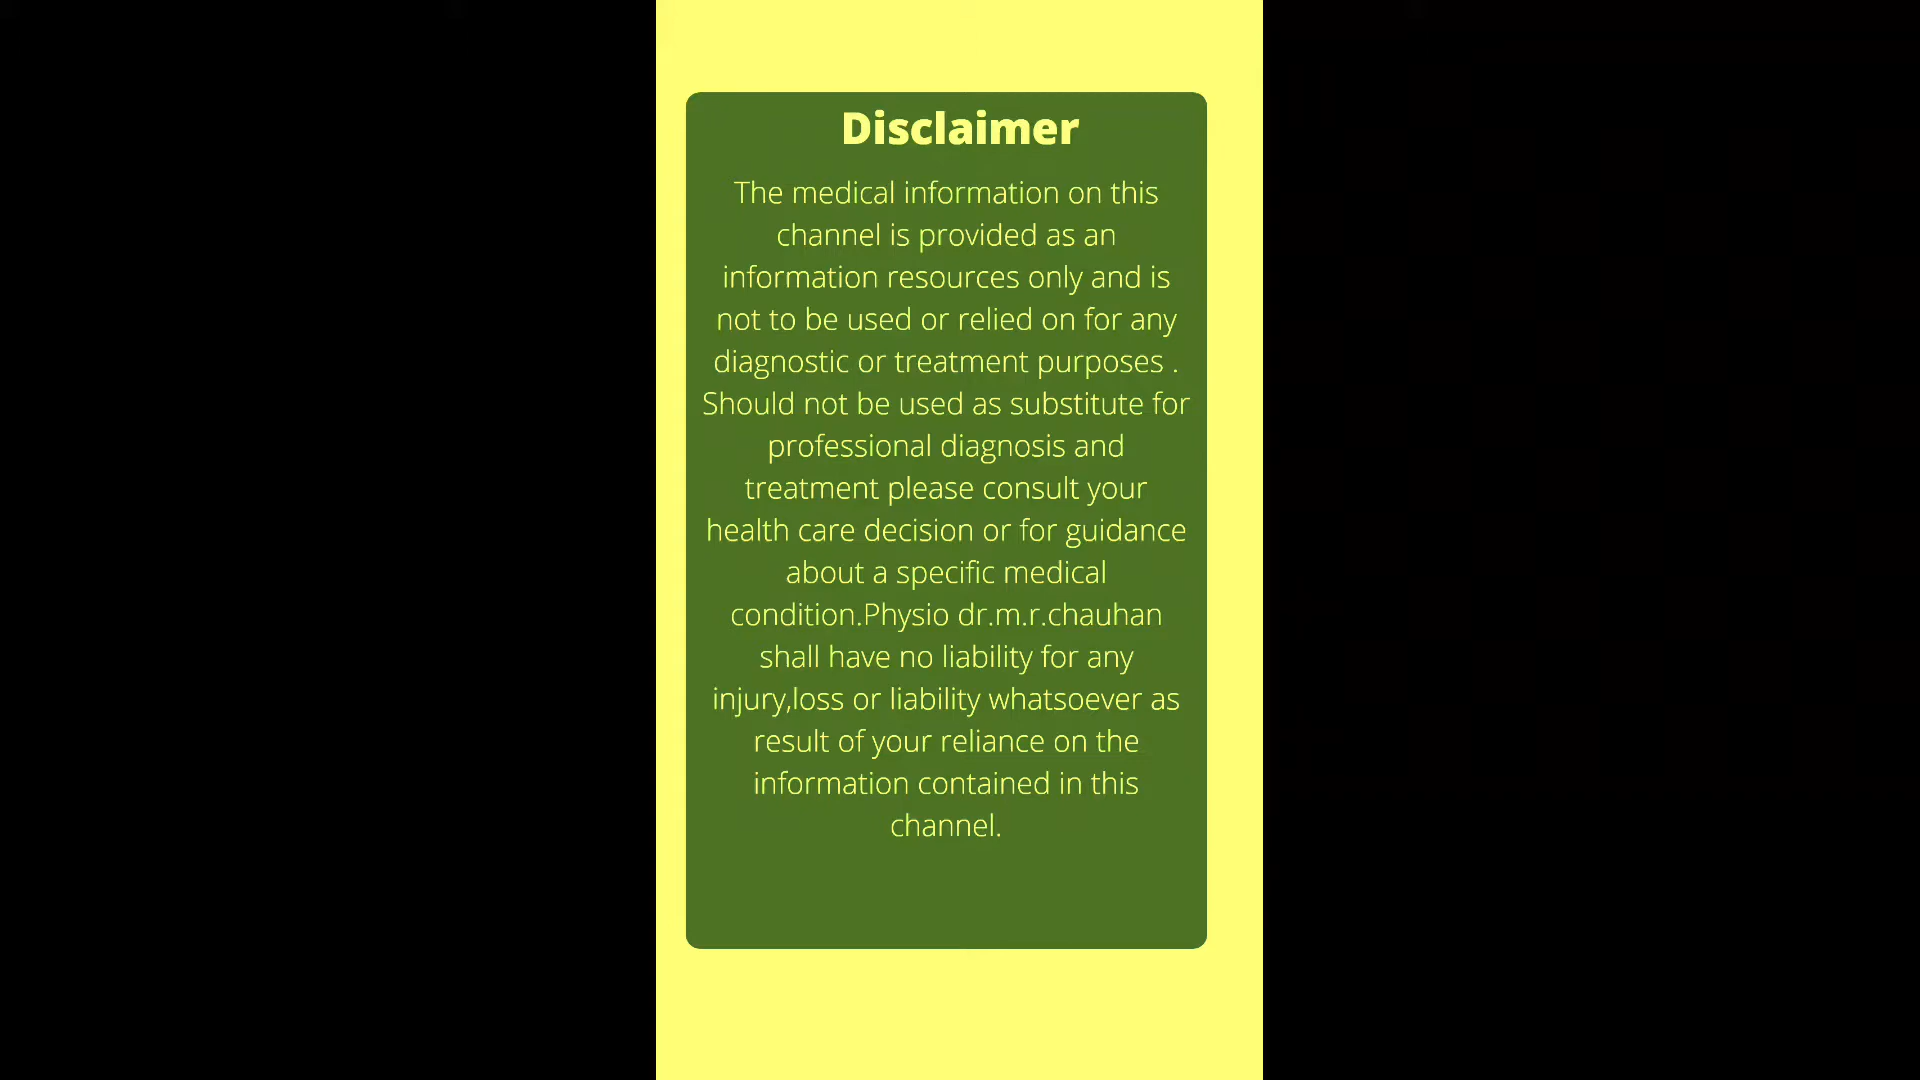 Disclaimer
The medical information on this
channel is provided as an
information resources only and is
not to be used or relied on for any
diagnostic or treatment purposes .
Should not be used as substitute for
professional diagnosis and
treatment please consult your
health care decision or for guidance
about a specific medical
condition.Physio dr.m.r.chauhan
shall have no liability for any
injury,loss or liability whatsoever as
result of your reliance on the
information contained in this
channel.